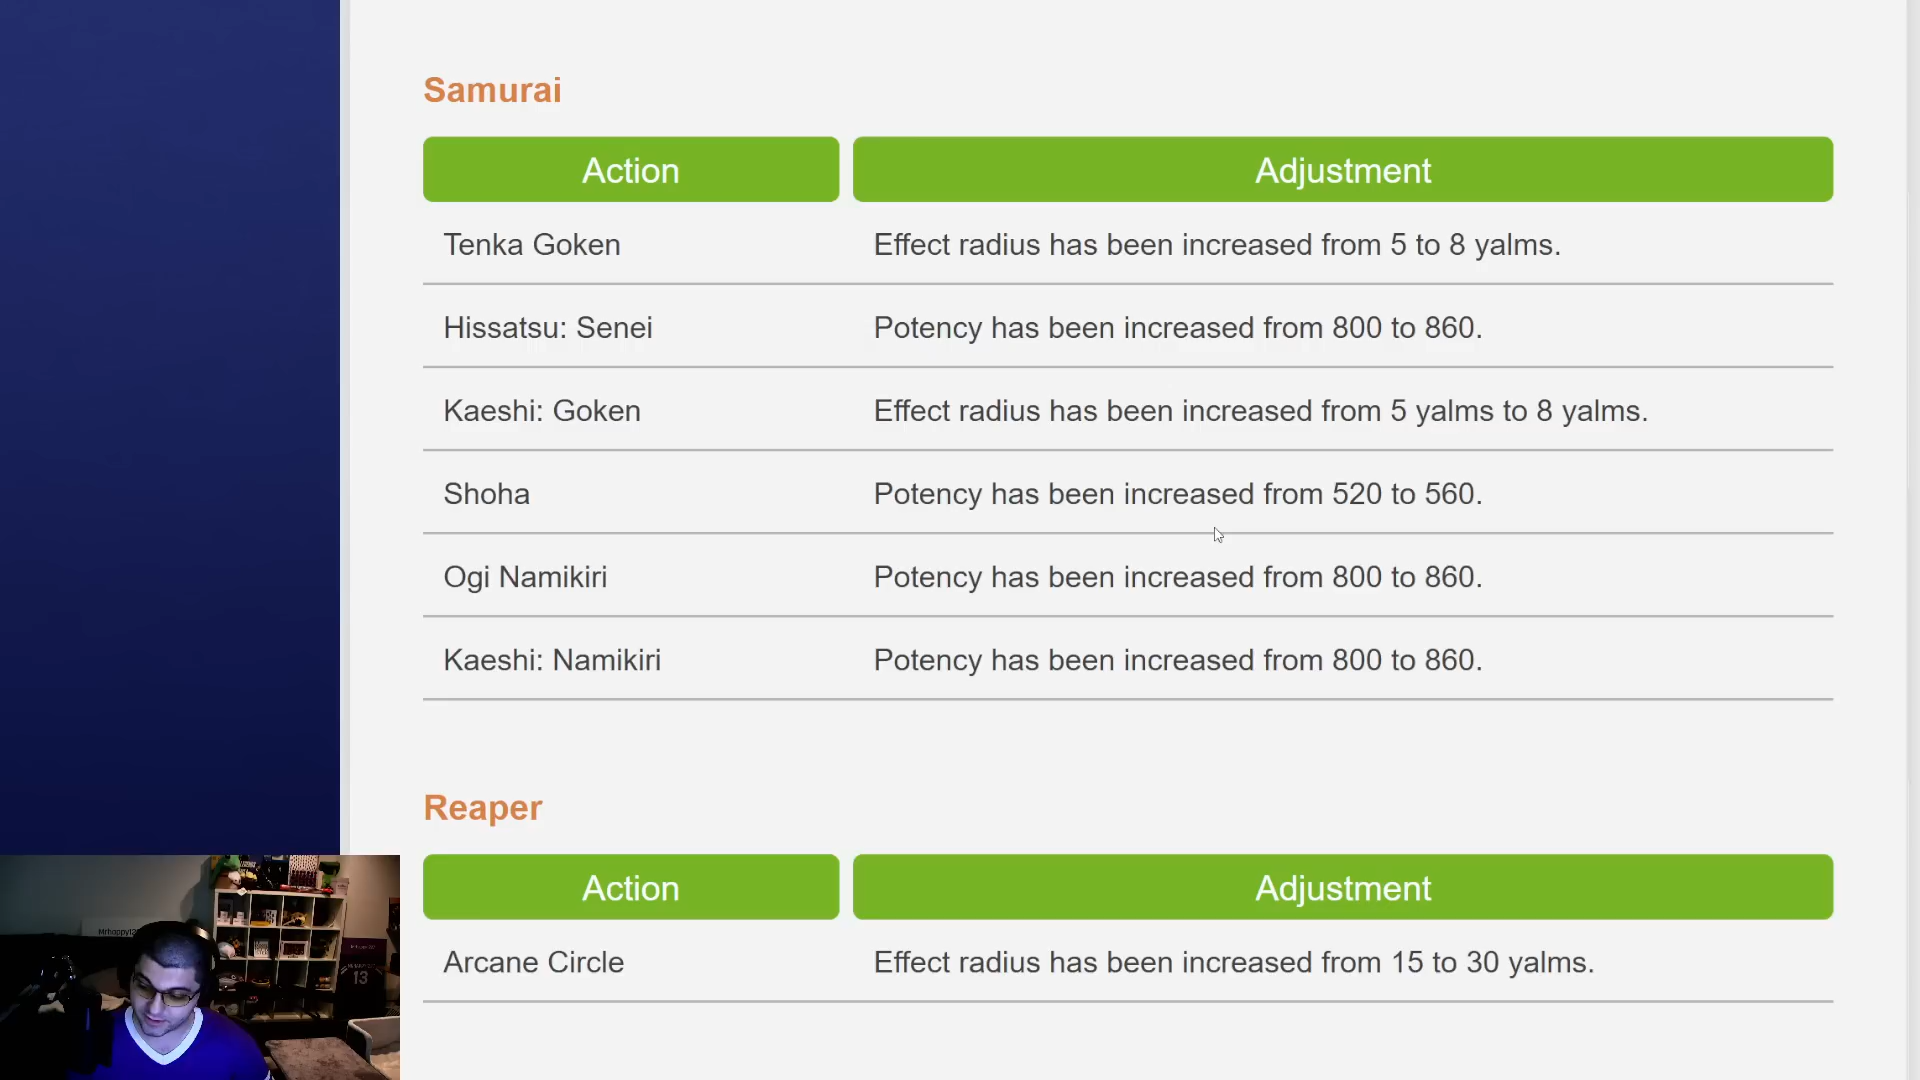 Samurai
Action Adjustment
Tenka Goken Effect radius has been increased from 5 to 8 yalms.
Hissatsu: Senei Potency has been increased from 800 to 860.
Kaeshi: Goken Effect radius has been increased from 5 yalms to 8 yalms.
Shoha Potency has been increased from 520 to 560.
Ogi Namikiri Potency has been increased from 800 to 860.
Kaeshi: Namikiri Potency has been increased from 800 to 860.
Reaper
Action Adjustment
Arcane Circle Effect radius has been increased from 15 to 30 yalms.
13